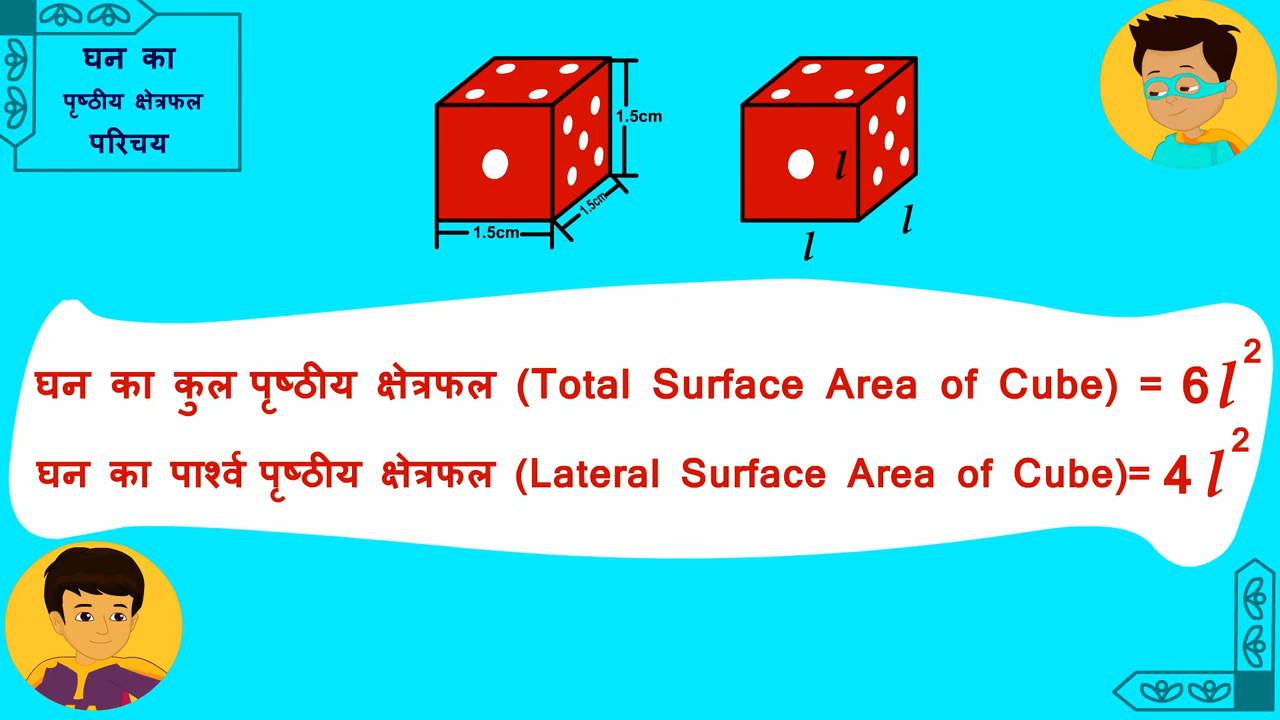 घन का
पृष्ठीय क्षेत्रफल
परिचय
1.5cm
1.5cm
1.5cm
l
l
l
घन का कुल पृष्ठीय क्षेत्रफल (Total Surface Area of Cube) = 6l²
घन का पार्श्व पृष्ठीय क्षेत्रफल (Lateral Surface Area of Cube)= 4l²